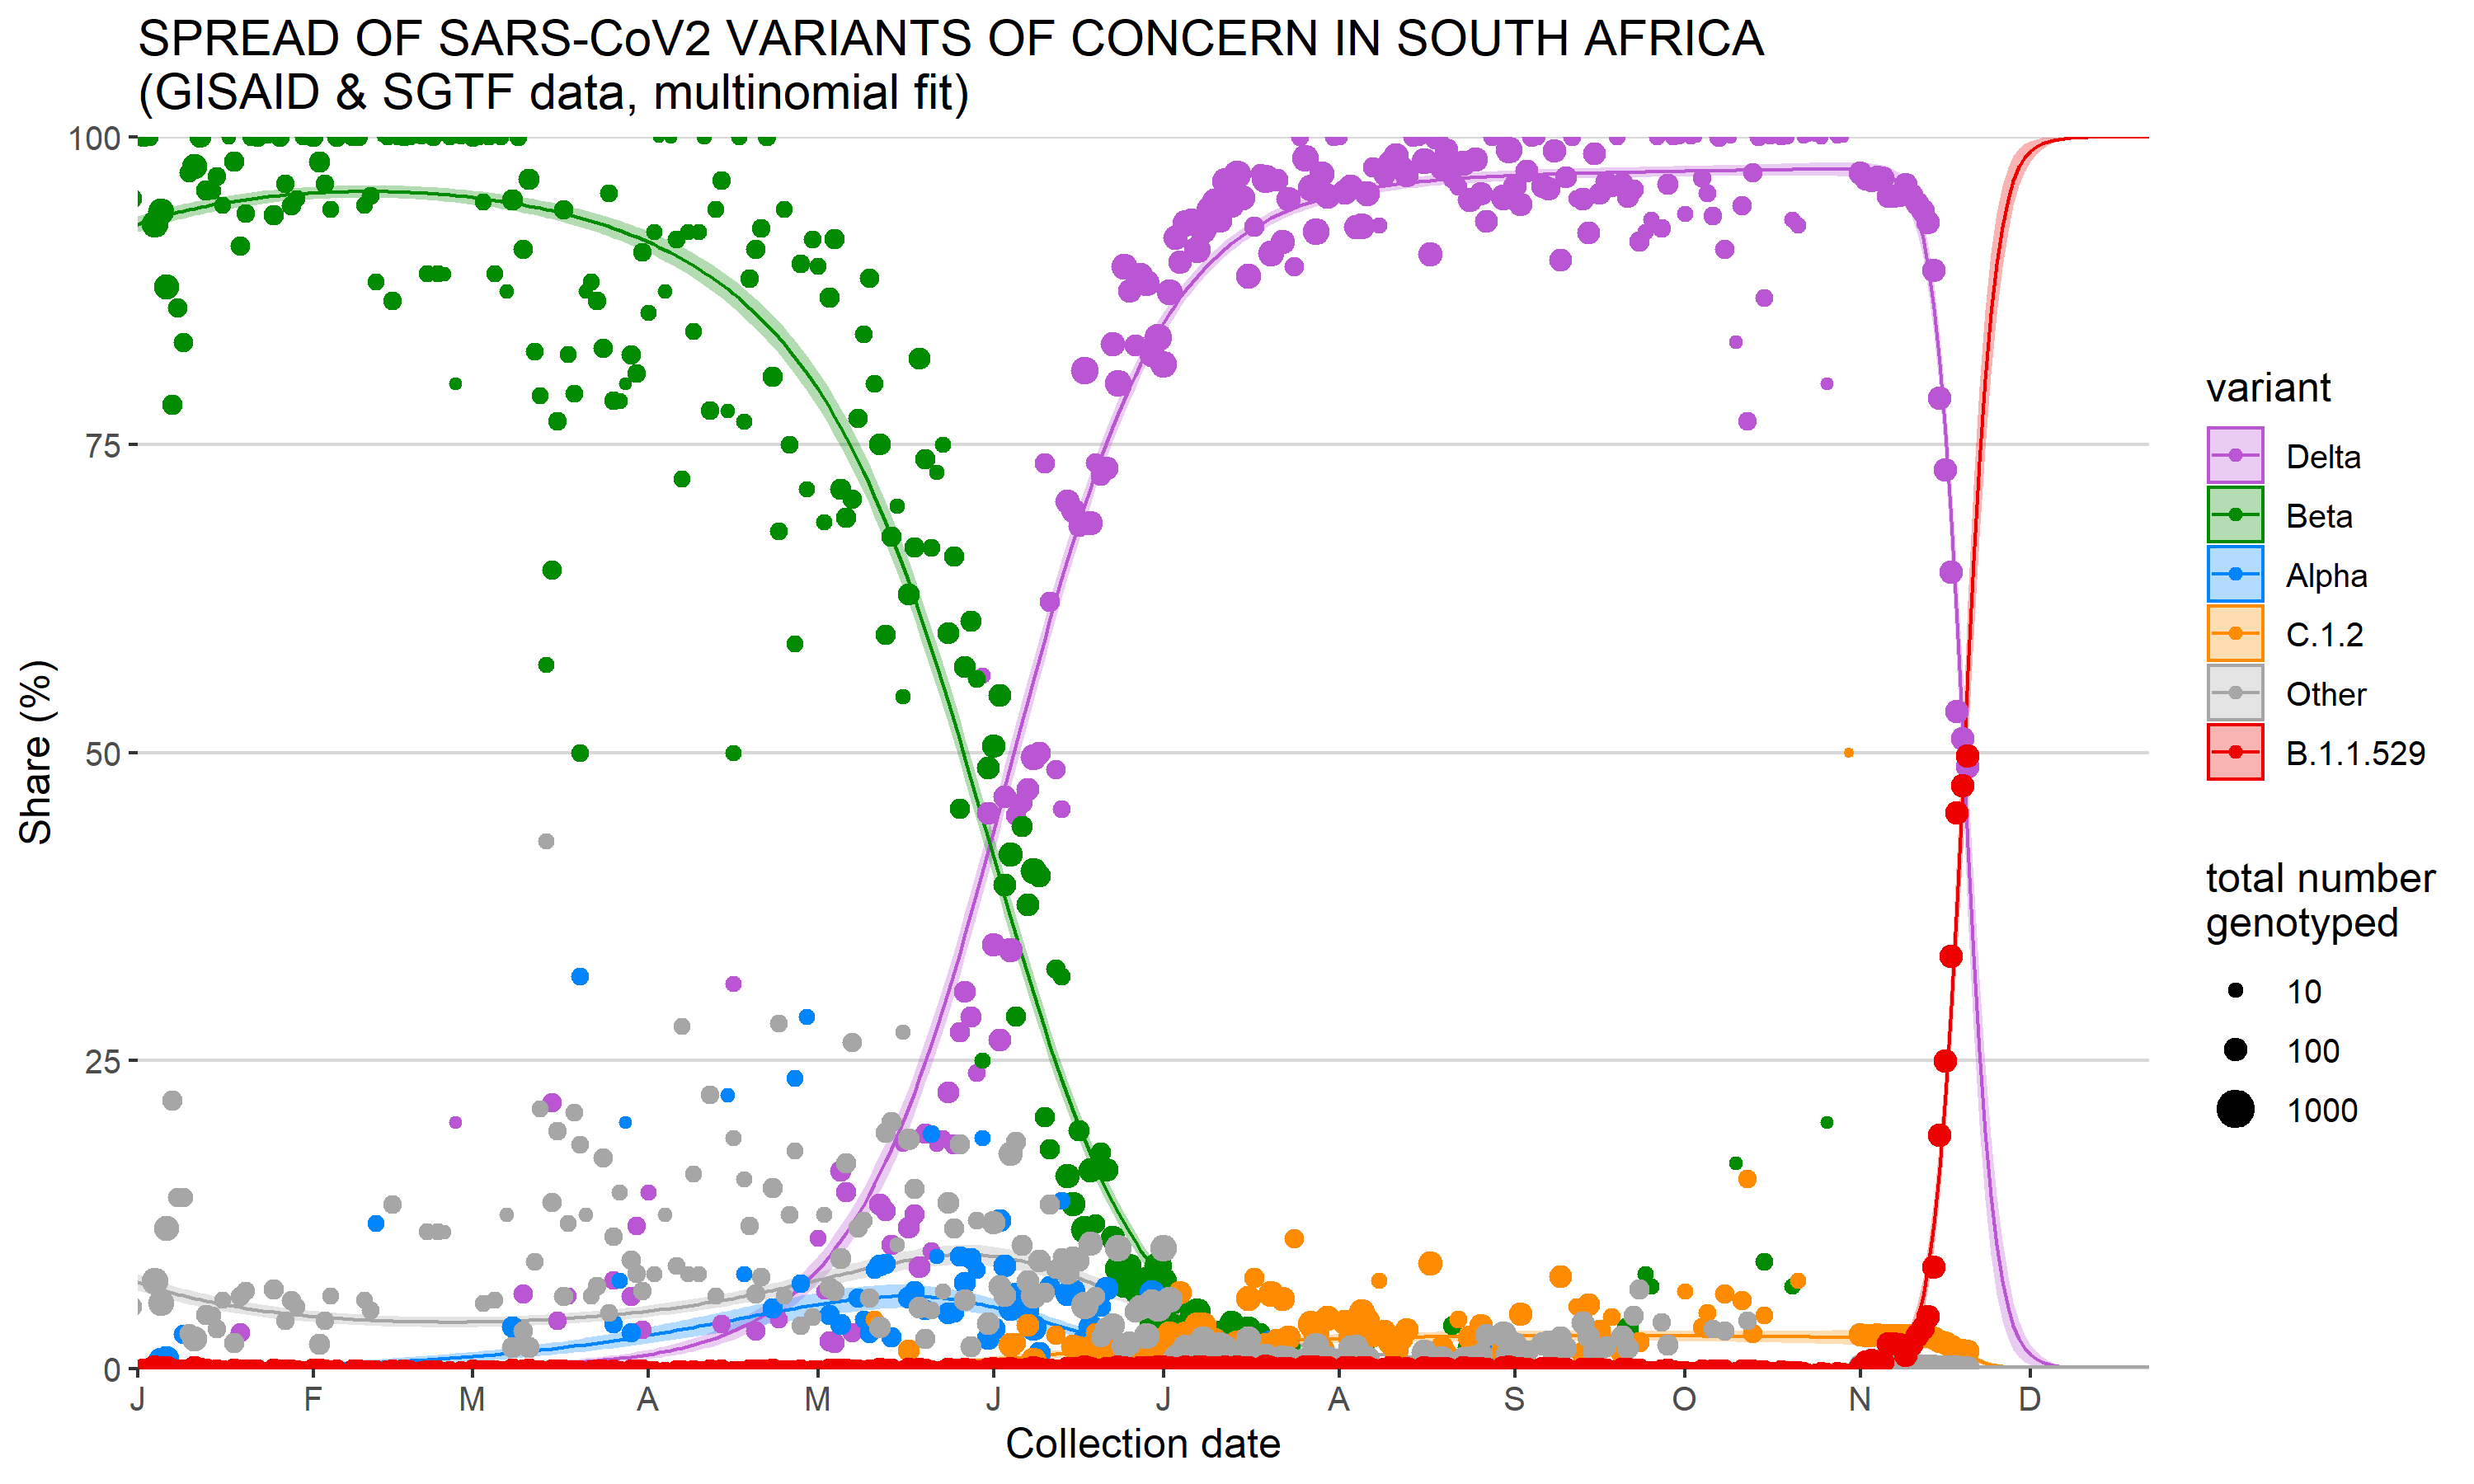 SPREAD OF SARS-CoV2 VARIANTS OF CONCERN IN SOUTH AFRICA
(GISAID & SGTF data, multinomial fit)
100
75
50
25
0
Share (%)
J F M A M J J A S O N D
Collection date
variant
Delta
Beta
Alpha
C.1.2
Other
B.1.1.529
total number
genotyped
10
100
1000